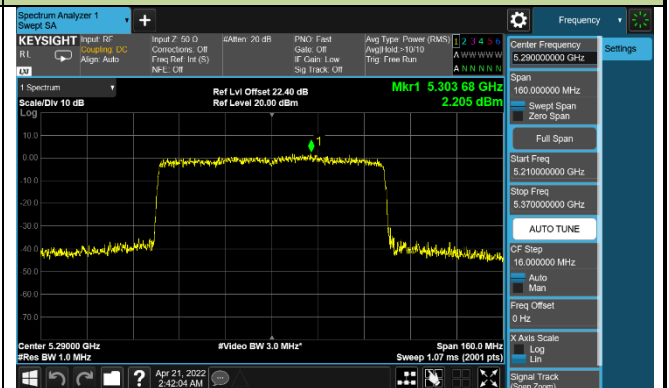 Spectrum Analyzer 1
Swept SA
+
Frequency
KEYSIGHT
Input: RF
Input Z: 50 Ω
#Atten: 20 dB
PNO: Fast
Avg Type: Power (RMS)
1 2 3 4 5 6
RL
Coupling: DC
Corrections: Off
Gate: Off
Avg|Hold:>10/10
A W W W W W
Align: Auto
Freq Ref: Int (S)
IF Gain: Low
Trig: Free Run
NFE: Off
Sig Track: Off
A N N N N N
LXI
1 Spectrum
Ref Lvl Offset 22.40 dB
Mkr1 5.303 68 GHz
Scale/Div 10 dB
Ref Level 20.00 dBm
2.205 dBm
Log
1
10.0
0.00
-10.0
-20.0
-30.0
-40.0
-50.0
-60.0
-70.0
Center 5.29000 GHz
#Video BW 3.0 MHz*
Span 160.0 MHz
#Res BW 1.0 MHz
Sweep 1.07 ms (2001 pts)
Apr 21, 2022
2:42:04 AM
?
Center Frequency
5.290000000 GHz
Settings
Span
160.000000 MHz
Swept Span
Zero Span
Full Span
Start Freq
5.210000000 GHz
Stop Freq
5.370000000 GHz
AUTO TUNE
CF Step
16.000000 MHz
Auto
Man
Freq Offset
0 Hz
X Axis Scale
Log
Lin
Signal Track
(Span Zoom)